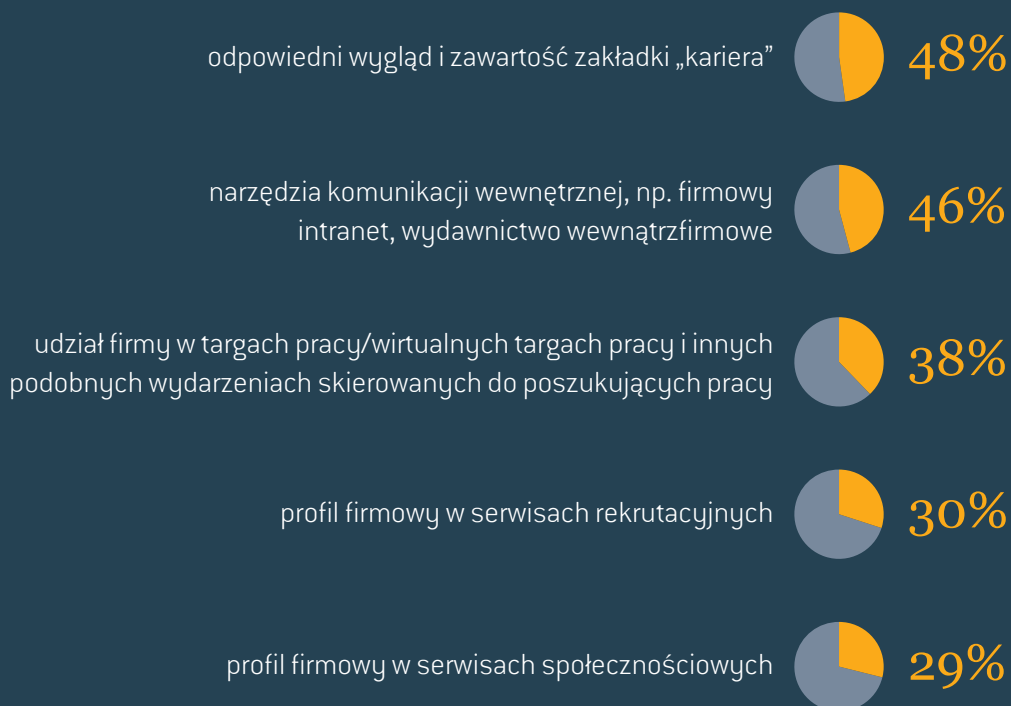 odpowiedni wygląd i zawartość zakładki „kariera”
48%
narzędzia komunikacji wewnętrznej, np. firmowy
intranet, wydawnictwo wewnątrzfirmowe
46%
udział firmy w targach pracy/wirtualnych targach pracy i innych
podobnych wydarzeniach skierowanych do poszukujących pracy
38%
profil firmowy w serwisach rekrutacyjnych
30%
profil firmowy w serwisach społecznościowych
29%